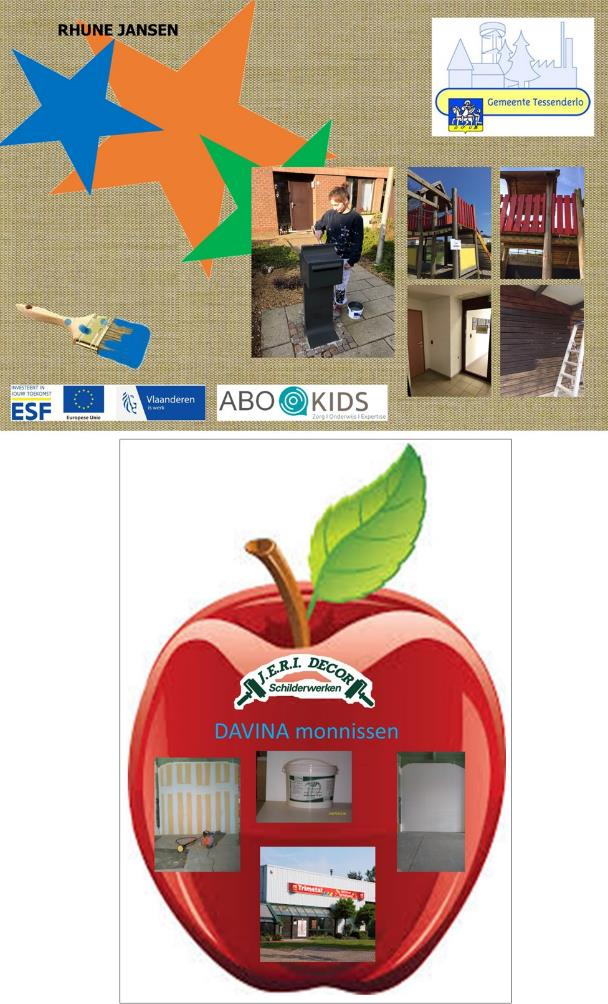 RHUNE JANSEN
Gemeente Tessenderlo
INVESTEERT IN
JOUW TOEKOMST
ESF
Europese Unie
Vlaanderen
is werk
ABO KIDS
Zorg I Onderwijs I Expertise
J.E.R.I. DECOR
Schilderwerken
DAVINA monnissen
Trimetal